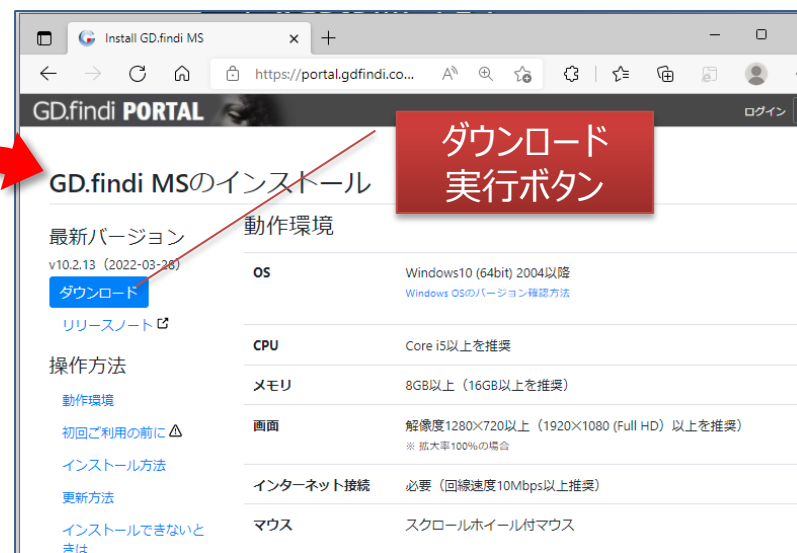 Install GD.findi MS
https://portal.gdfindi.co...
GD.findi PORTAL
ログイン
ダウンロード
実行ボタン
GD.findi MSのインストール
最新バージョン
v10.2.13（2022-03-28）
ダウンロード
リリースノート
操作方法
動作環境
初回ご利用の前に
インストール方法
更新方法
インストールできないと
きは
動作環境
OS
Windows10 (64bit) 2004以降
Windows OSのバージョン確認方法
CPU
Core i5以上を推奨
メモリ
8GB以上（16GB以上を推奨）
画面
解像度1280×720以上（1920×1080 (Full HD）以上を推奨）
※ 拡大率100%の場合
インターネット接続
必要（回線速度10Mbps以上推奨）
マウス
スクロールホイール付マウス